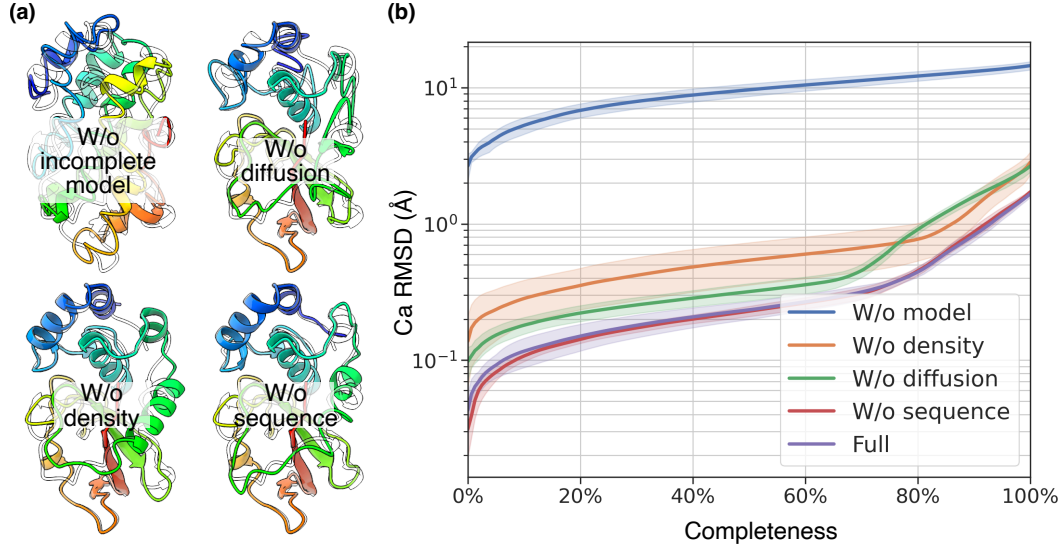 (a)
W/o
incomplete
model
W/o
diffusion
W/o
density
W/o
sequence
(b)
Ca RMSD (Å)
10¹
10⁰
10⁻¹
W/o model
W/o density
W/o diffusion
W/o sequence
Full
0%
20%
40%
60%
80%
100%
Completeness